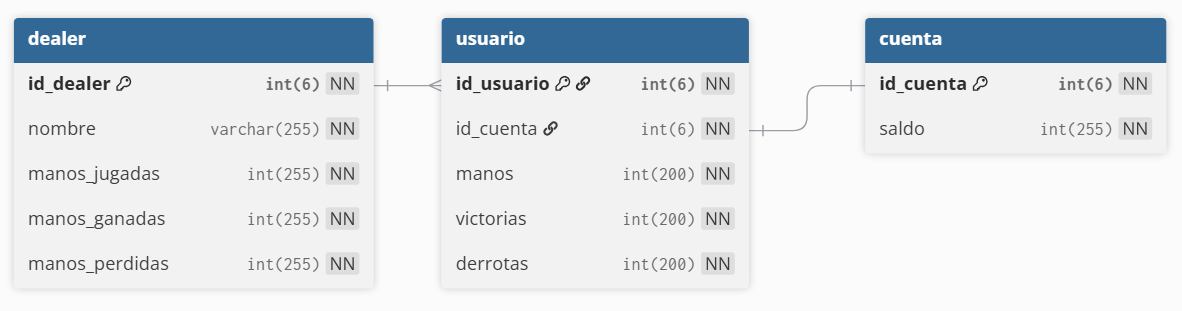 dealer
id_dealer int(6) NN
nombre varchar(255) NN
manos_jugadas int(255) NN
manos_ganadas int(255) NN
manos_perdidas int(255) NN
usuario
id_usuario int(6) NN
id_cuenta int(6) NN
manos int(200) NN
victorias int(200) NN
derrotas int(200) NN
cuenta
id_cuenta int(6) NN
saldo int(255) NN